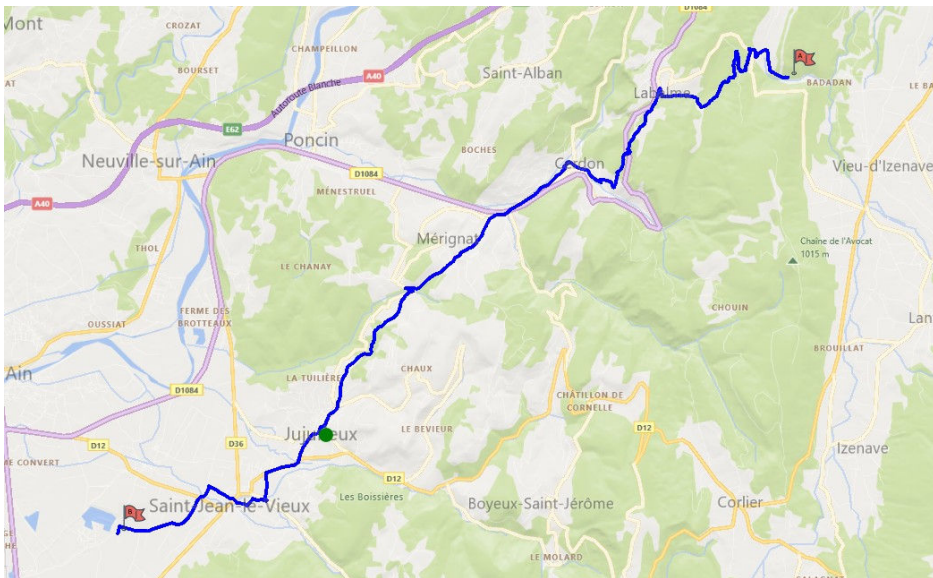 Mont
CROZAT
D1084
CHAMPEILLON
BOURSET
A40
Saint-Alban
BADADAN
Labalme
Autoroute Blanche
E62
Poncin
BOCHES
Neuville-sur-Ain
Cerdon
Vieu-d'Izenave
D1084
MÉNESTRUEL
A40
Mérignat
THOL
Chaîne de l'Avocat
1015 m
LE CHANAY
CHOUIN
FERME DES
BROTTEAUX
OUSSIAT
Lan
BROUILLAT
Ain
LA TUILIÈRE
CHAUX
D1084
CHÂTILLON DE
CORNELLE
Jujurieux
LE BEVIEUR
D12
D12
D36
Izenave
ME CONVERT
D12
Les Boissières
Saint-Jean-le-Vieux
Boyeux-Saint-Jérôme
Corlier
A
B
LE MOLARD